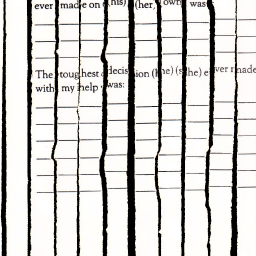 ever made on (his) (her) own was
The toughest decision (he) (she) ever made
with my help was: